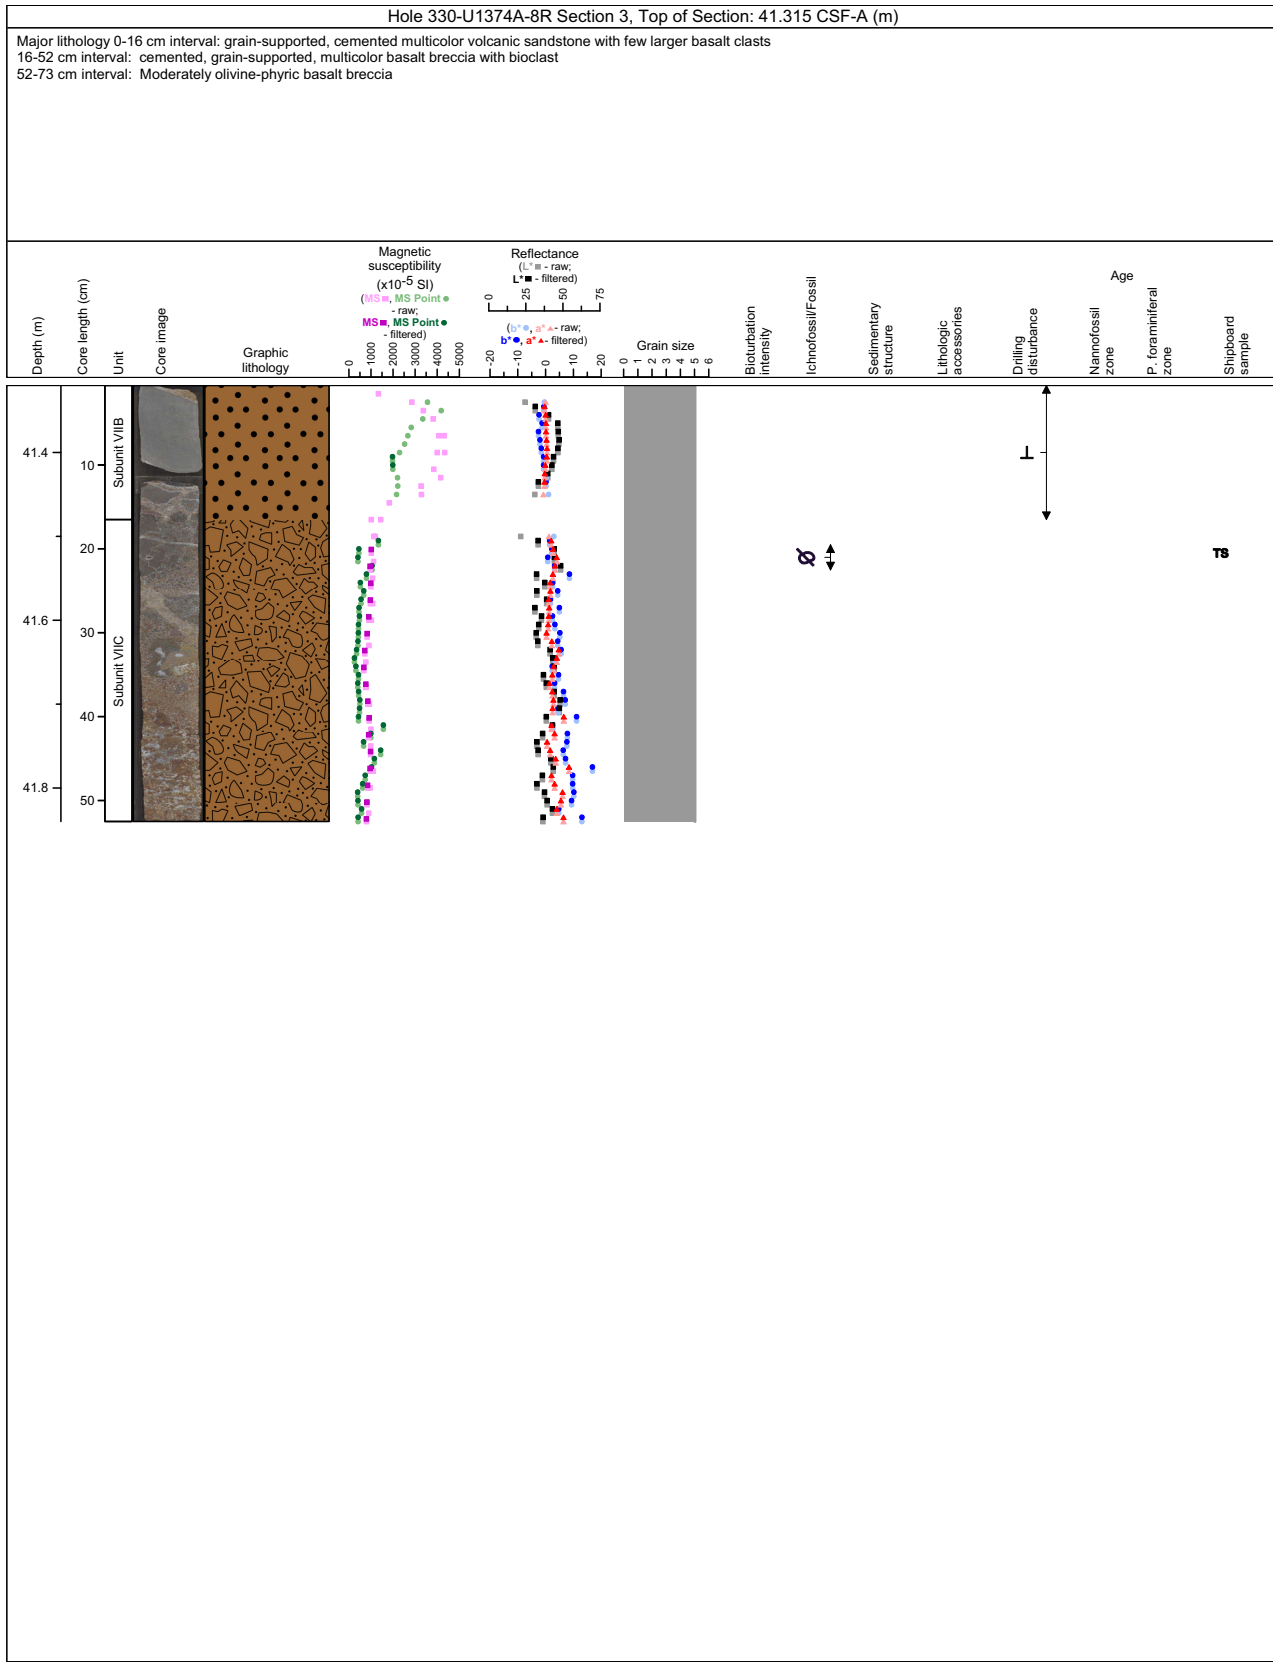 Hole 330-U1374A-8R Section 3, Top of Section: 41.315 CSF-A (m)
Major lithology 0-16 cm interval: grain-supported, cemented multicolor volcanic sandstone with few larger basalt clasts
16-52 cm interval: cemented, grain-supported, multicolor basalt breccia with bioclast
52-73 cm interval: Moderately olivine-phyric basalt breccia
Depth (m)
Core length (cm)
Unit
Core image
Graphic
lithology
Magnetic
susceptibility
(x10-5 SI)
(MS■, MS Point●
- raw;
MS■, MS Point●
- filtered)
0 1000 2000 3000 4000 5000
Reflectance
(L*■ - raw;
L*■ - filtered)
0 25 50 75
(b*●, a*▲- raw;
b*●, a*▲- filtered)
-20 -10 0 10 20
Grain size
0 1 2 3 4 5 6
Bioturbation
intensity
Ichnofossil/Fossil
Sedimentary
structure
Lithologic
accessories
Drilling
disturbance
Age
Nannofossil
zone
P. foraminiferal
zone
Shipboard
sample
41.4
41.6
41.8
10
20
30
40
50
Subunit VIIB
Subunit VIIC
TS